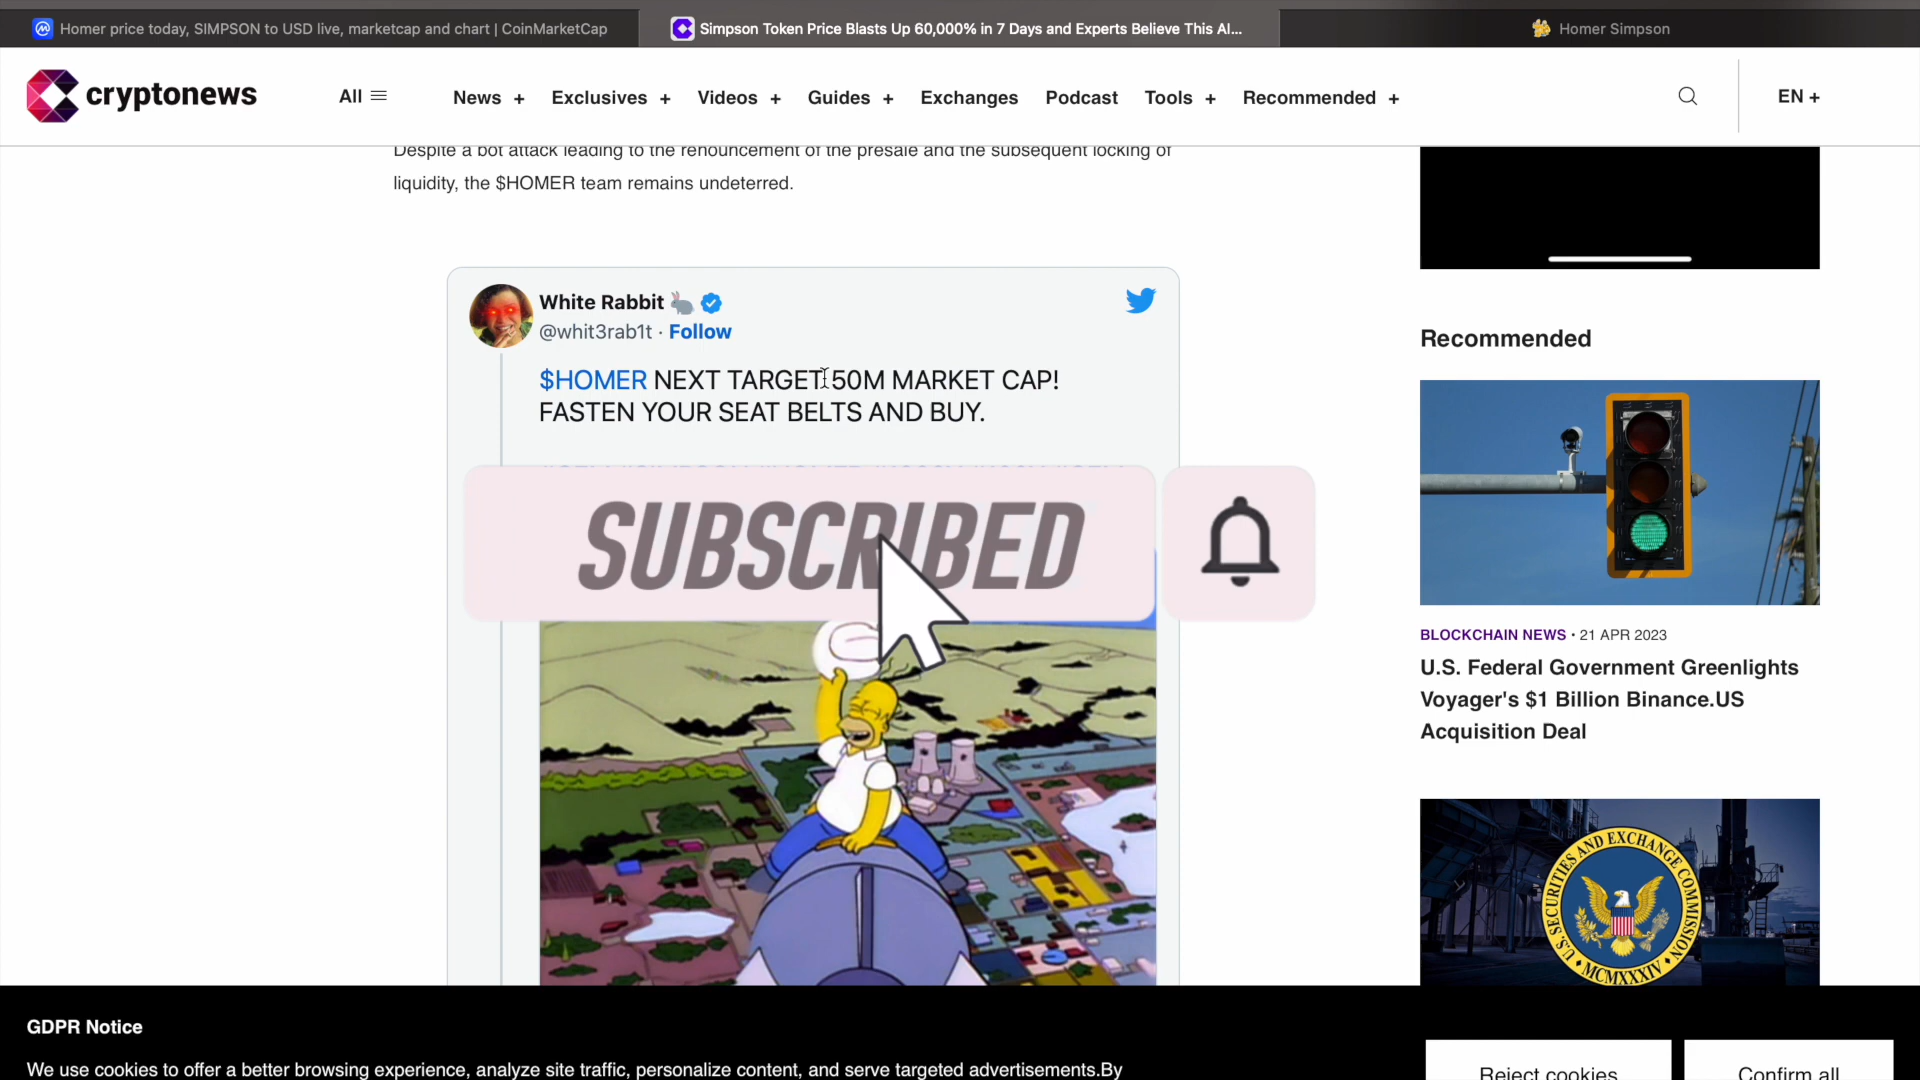 Homer price today, SIMPSON to USD live, marketcap and chart | CoinMarketCap
Simpson Token Price Blasts Up 60,000% in 7 Days and Experts Believe This AI...
Homer Simpson
cryptonews
All
News +
Exclusives +
Videos +
Guides +
Exchanges
Podcast
Tools +
Recommended +
EN +
Despite a bot attack leading to the renouncement of the presale and the subsequent locking of
liquidity, the $HOMER team remains undeterred.
White Rabbit
@whit3rab1t · Follow
$HOMER NEXT TARGET 50M MARKET CAP!
FASTEN YOUR SEAT BELTS AND BUY.
SUBSCRIBED
Recommended
BLOCKCHAIN NEWS • 21 APR 2023
U.S. Federal Government Greenlights
Voyager's $1 Billion Binance.US
Acquisition Deal
U.S. SECURITIES AND EXCHANGE COMMISSION
MCMXXXIV
GDPR Notice
We use cookies to offer a better browsing experience, analyze site traffic, personalize content, and serve targeted advertisements.By
Reject cookies
Confirm all